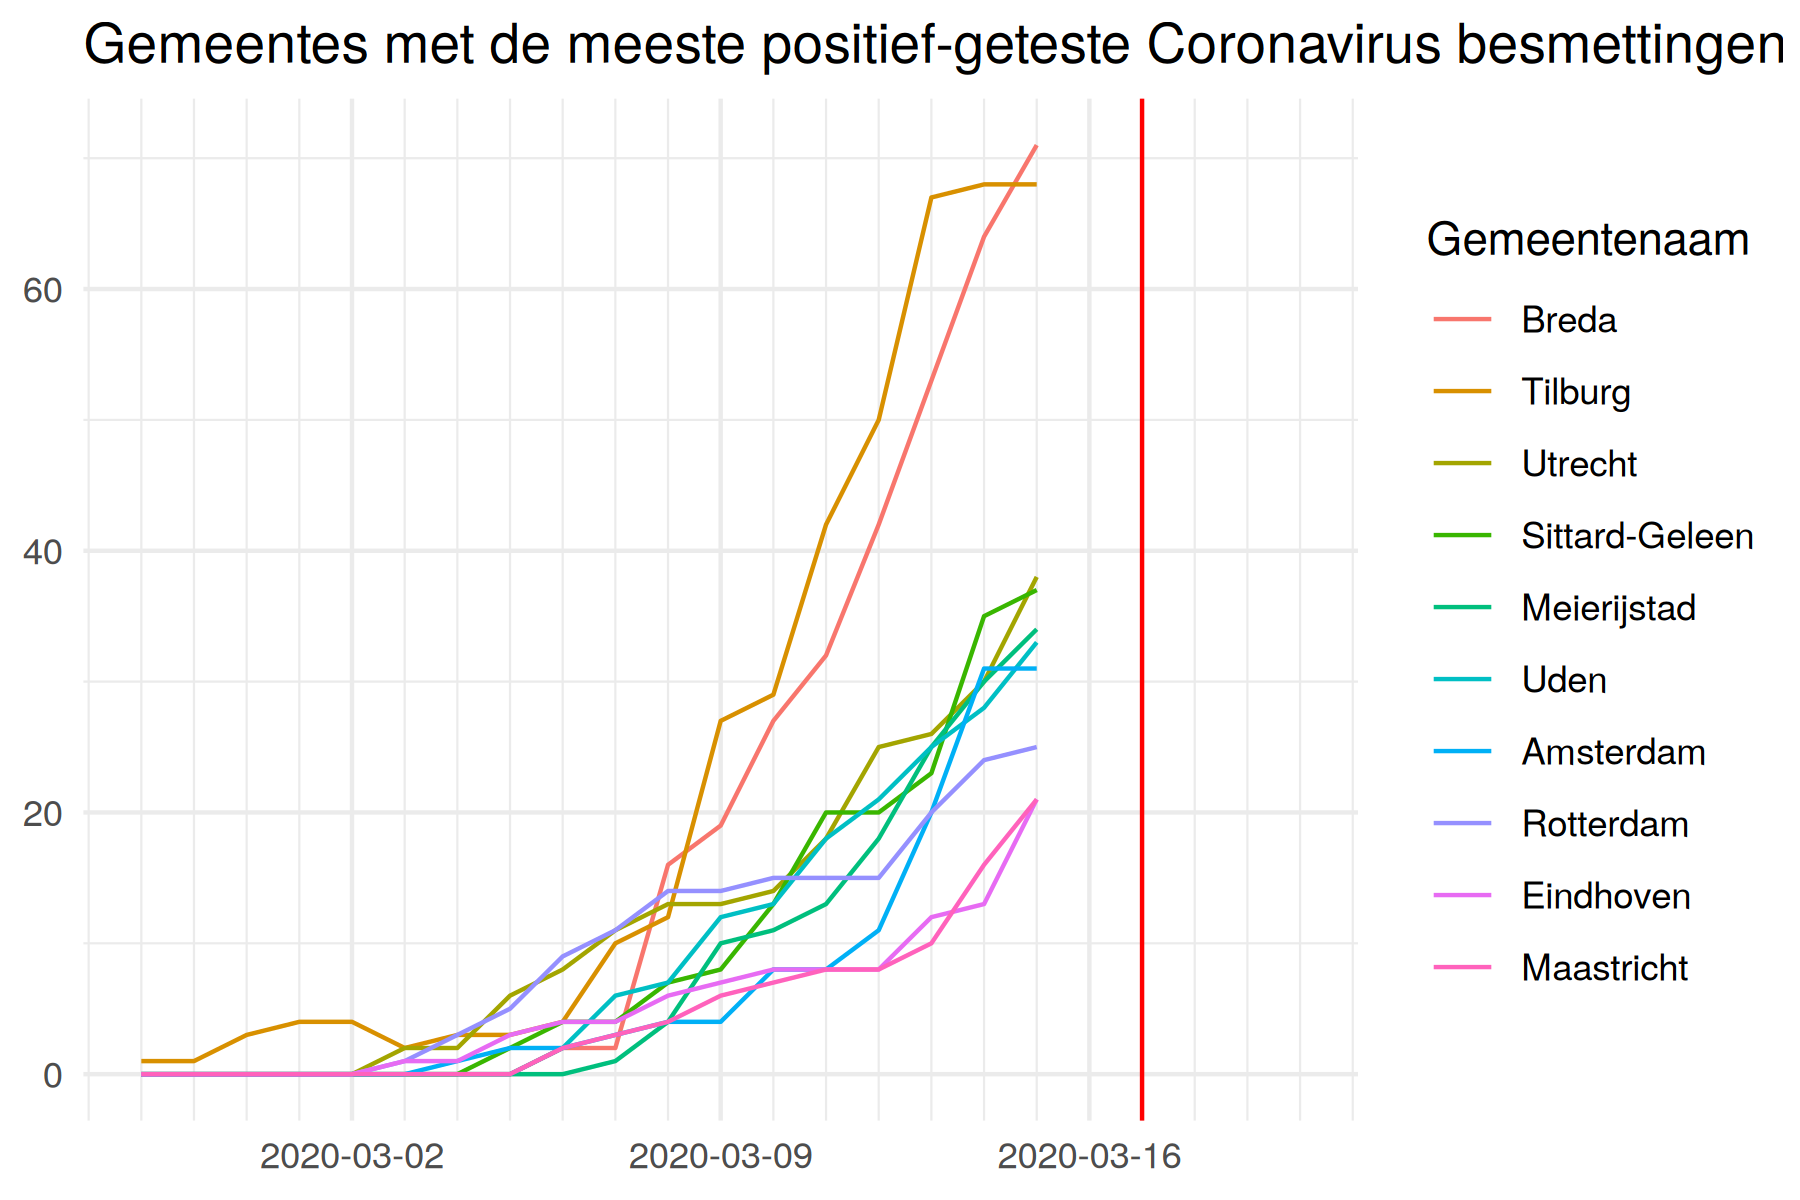 Gemeentes met de meeste positief-geteste Coronavirus besmettingen
60
40
20
0
2020-03-02
2020-03-09
2020-03-16
Gemeentenaam
Breda
Tilburg
Utrecht
Sittard-Geleen
Meierijstad
Uden
Amsterdam
Rotterdam
Eindhoven
Maastricht